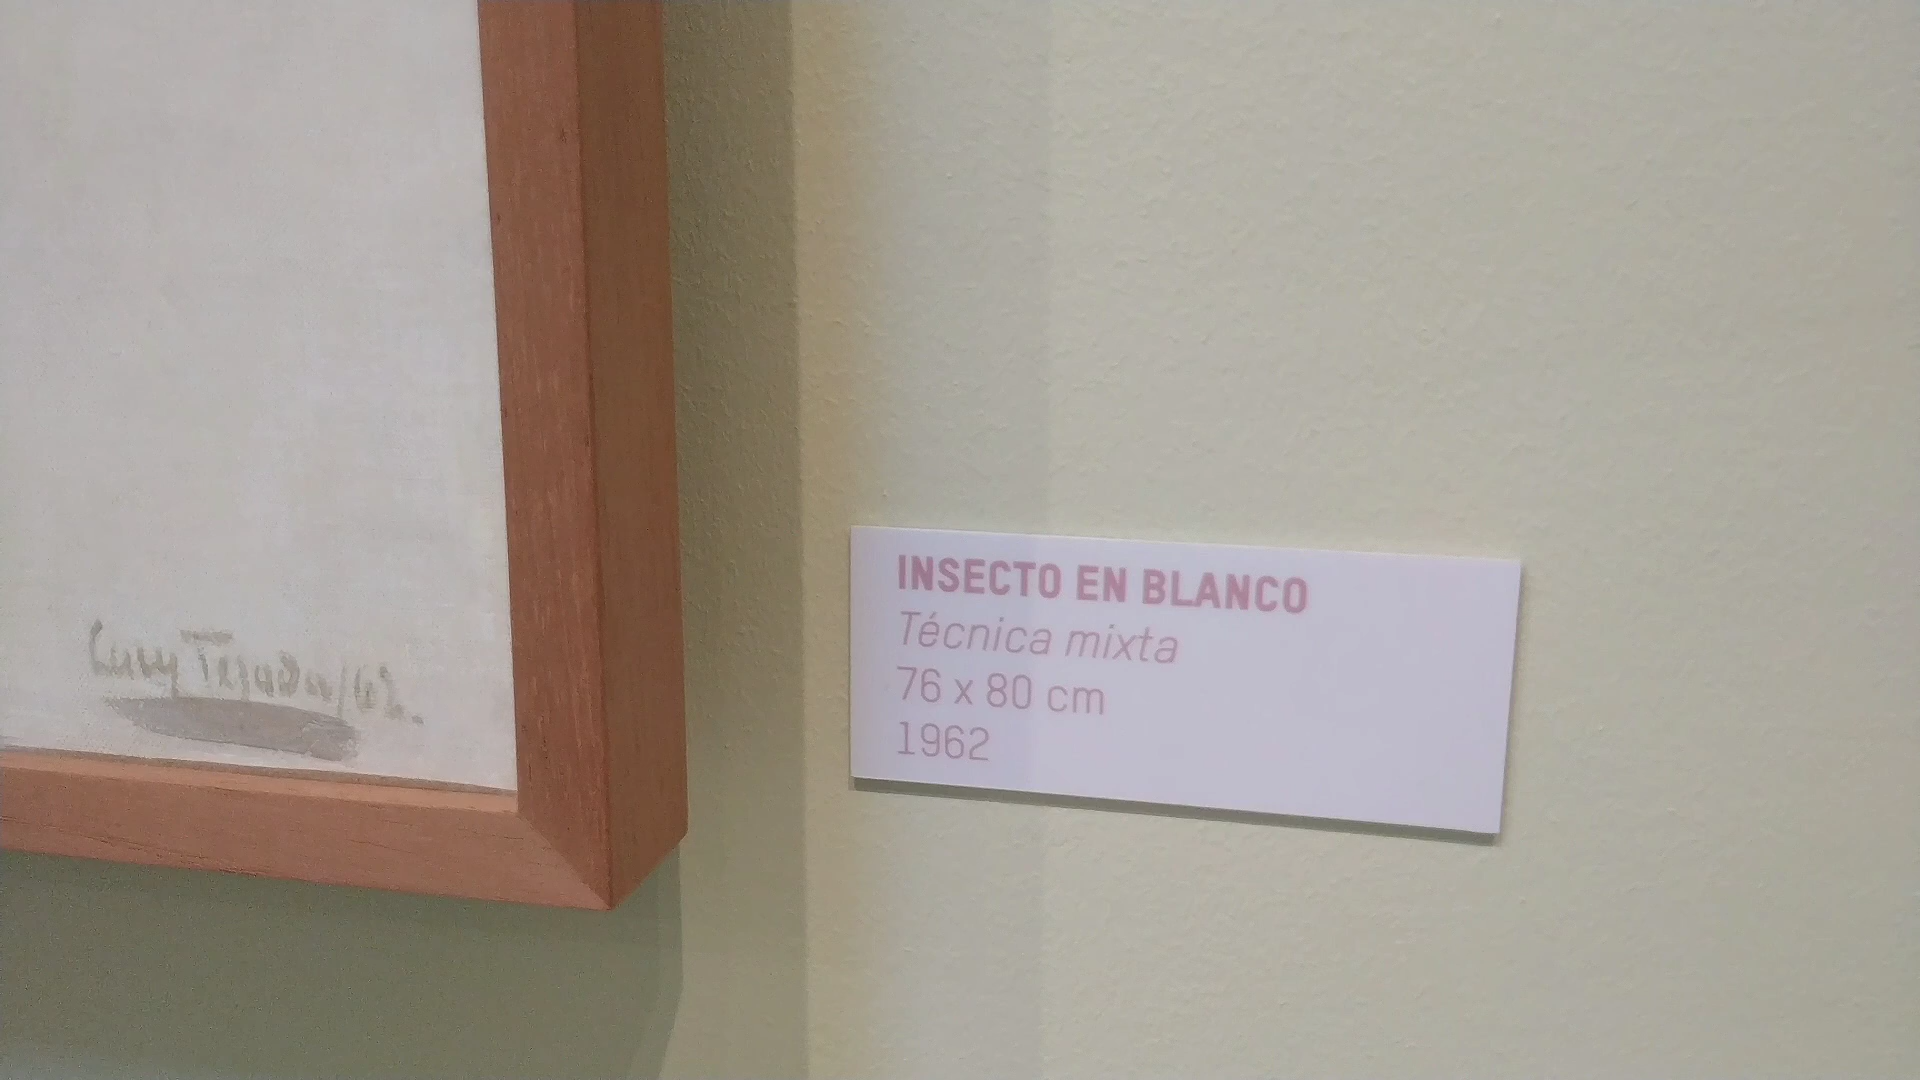 Lucy Tejada/62.
INSECTO EN BLANCO
Técnica mixta
76 x 80 cm
1962